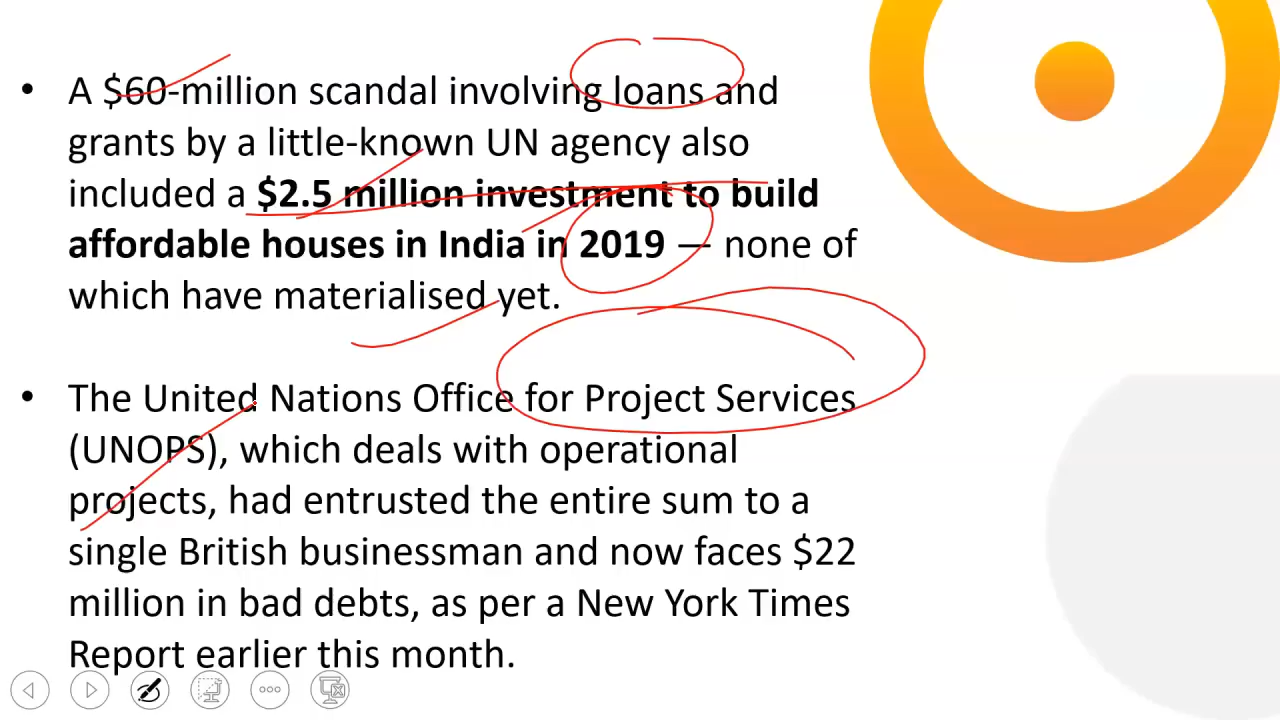 • A $60-million scandal involving loans and
grants by a little-known UN agency also
included a $2.5 million investment to build
affordable houses in India in 2019 — none of
which have materialised yet.
• The United Nations Office for Project Services
(UNOPS), which deals with operational
projects, had entrusted the entire sum to a
single British businessman and now faces $22
million in bad debts, as per a New York Times
Report earlier this month.